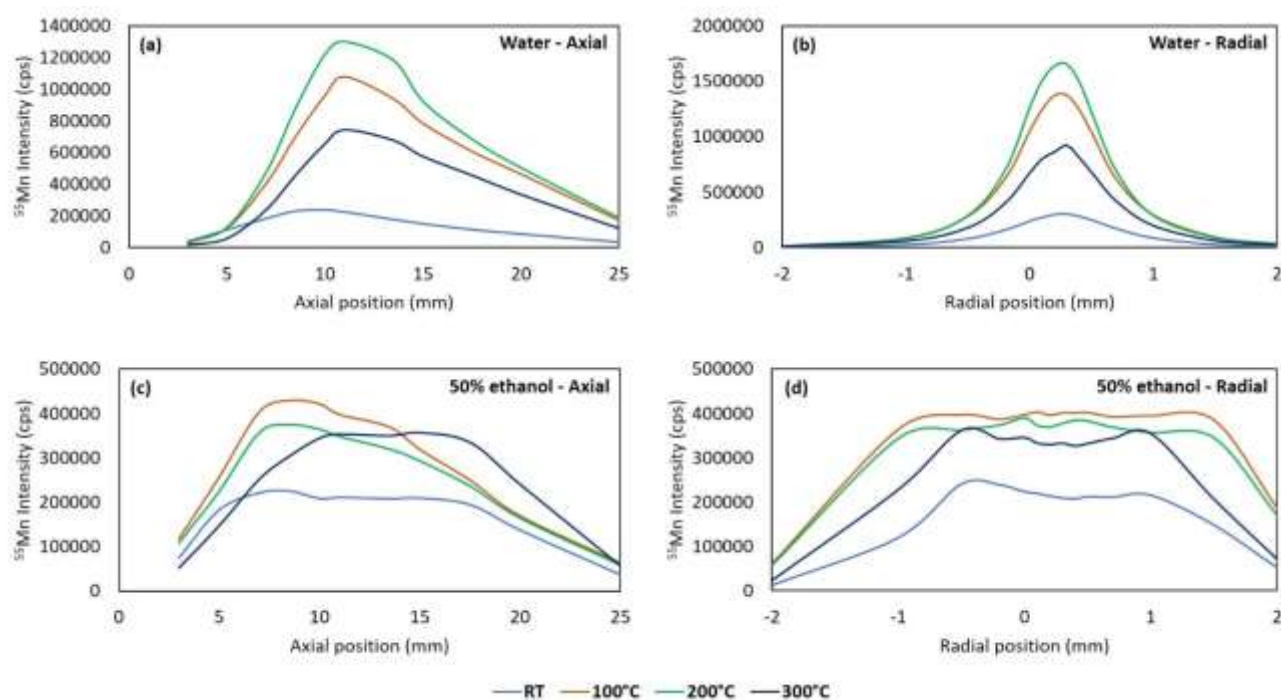 (a) Water - Axial
⁵⁵Mn Intensity (cps)
1400000
1200000
1000000
800000
600000
400000
200000
0
0 5 10 15 20 25
Axial position (mm)
(b) Water - Radial
⁵⁵Mn Intensity (cps)
2000000
1500000
1000000
500000
0
-2 -1 0 1 2
Radial position (mm)
(c) 50% ethanol - Axial
⁵⁵Mn Intensity (cps)
500000
400000
300000
200000
100000
0
0 5 10 15 20 25
Axial position (mm)
(d) 50% ethanol - Radial
⁵⁵Mn Intensity (cps)
500000
400000
300000
200000
100000
0
-2 -1 0 1 2
Radial position (mm)
RT 100°C 200°C 300°C